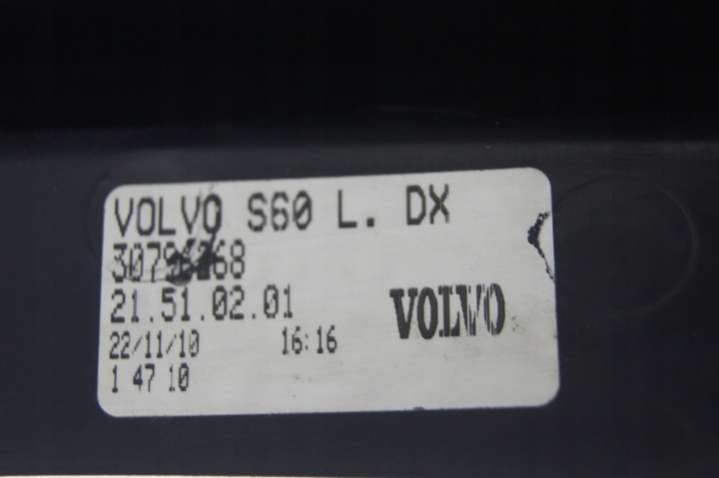 VOLVO S60 L. DX
21.51.02.01
VOLVO
22/11/10 16:16
1 47 10